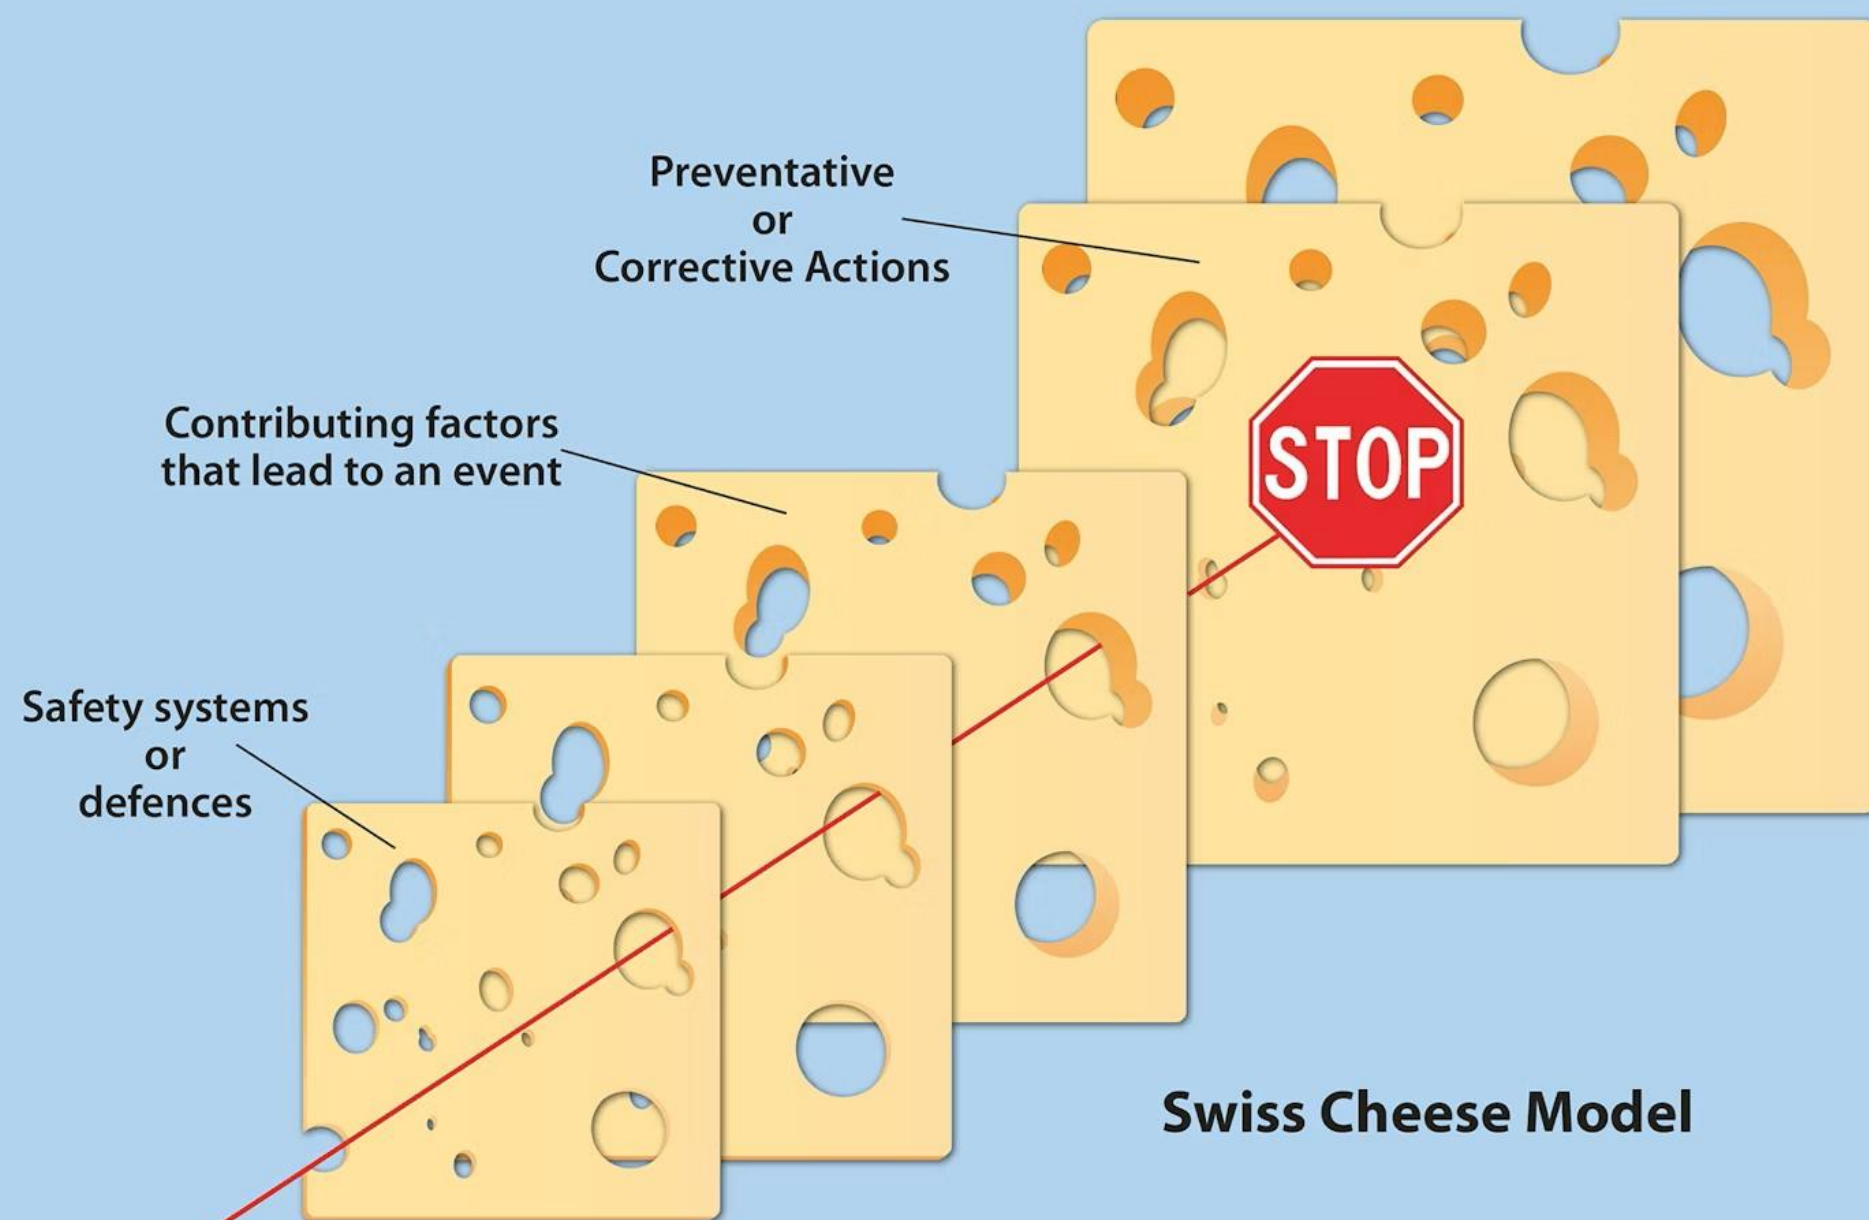 Preventative
or
Corrective Actions
Contributing factors
that lead to an event
STOP
Safety systems
or
defences
Swiss Cheese Model